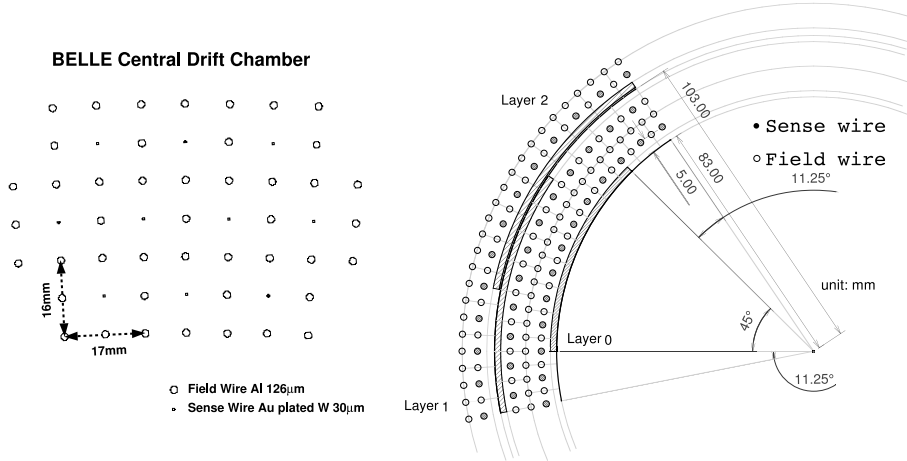 BELLE Central Drift Chamber
16mm
17mm
Field Wire Al 126μm
Sense Wire Au plated W 30μm
Layer 2
103.00
Sense wire
83.00
Field wire
5.00
11.25°
unit: mm
45°
Layer 0
11.25°
Layer 1